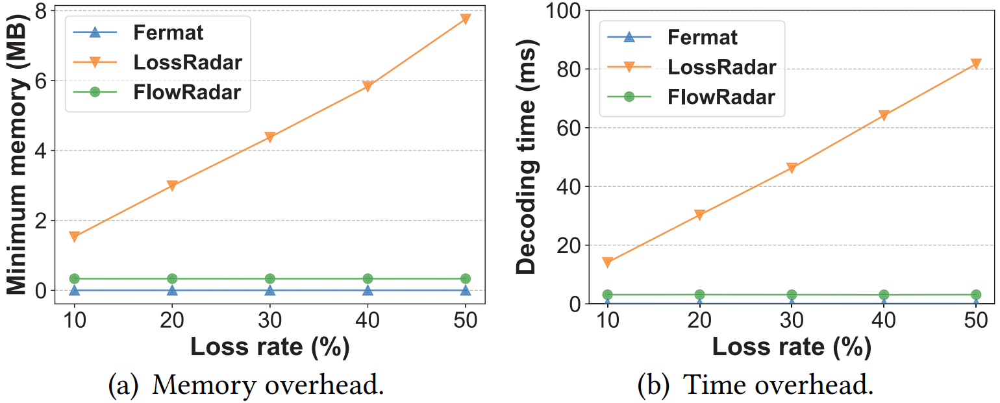 Minimum memory (MB)
8
6
4
2
0
Fermat
LossRadar
FlowRadar
10 20 30 40 50
Loss rate (%)
(a) Memory overhead.
Decoding time (ms)
100
80
60
40
20
0
Fermat
LossRadar
FlowRadar
10 20 30 40 50
Loss rate (%)
(b) Time overhead.